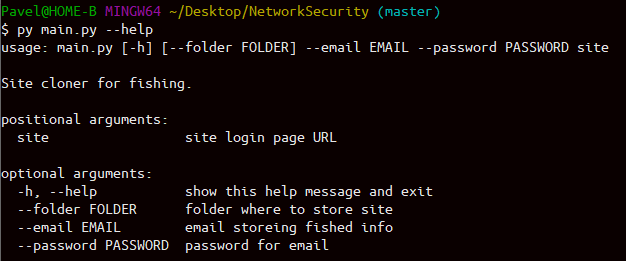 Pavel@HOME-B MINGW64 ~/Desktop/NetworkSecurity (master)
$ py main.py --help
usage: main.py [-h] [--folder FOLDER] --email EMAIL --password PASSWORD site
Site cloner for fishing.
positional arguments:
site site login page URL
optional arguments:
-h, --help show this help message and exit
--folder FOLDER folder where to store site
--email EMAIL email storeing fished info
--password PASSWORD password for email